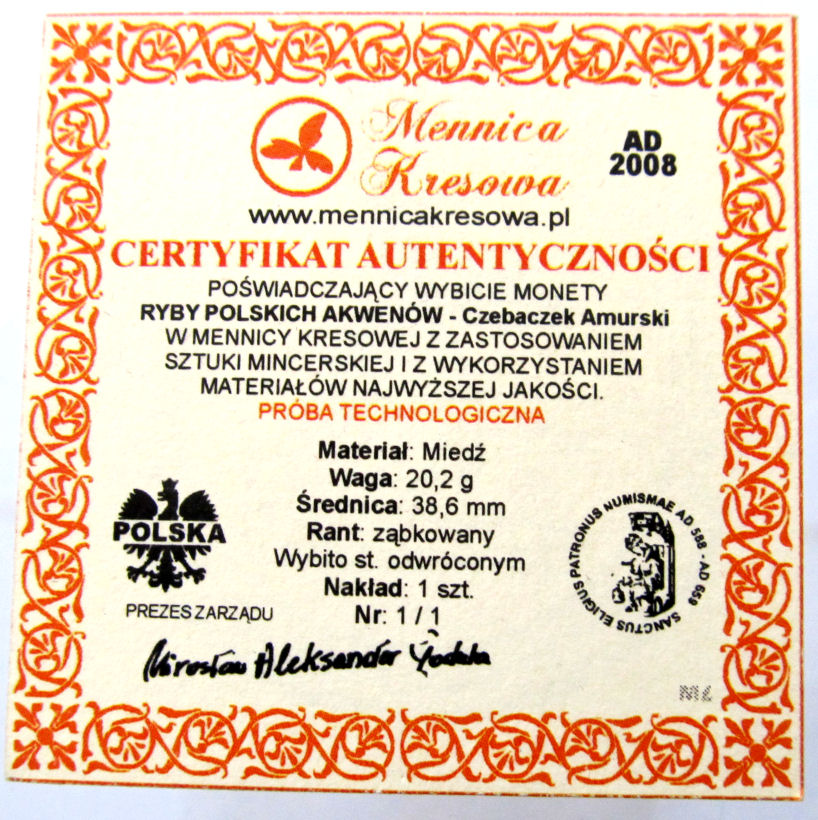 Mennica
Kresowa
AD
2008
www.mennicakresowa.pl
CERTYFIKAT AUTENTYCZNOŚCI
POŚWIADCZAJĄCY WYBICIE MONETY
RYBY POLSKICH AKWENÓW - Czebaczek Amurski
W MENNICY KRESOWEJ Z ZASTOSOWANIEM
SZTUKI MINCERSKIEJ I Z WYKORZYSTANIEM
MATERIAŁÓW NAJWYŻSZEJ JAKOŚCI.
PRÓBA TECHNOLOGICZNA
Materiał: Miedź
Waga: 20,2 g
Średnica: 38,6 mm
Rant: ząbkowany
Wybito st. odwróconym
Nakład: 1 szt.
Nr: 1 / 1
POLSKA
PREZES ZARZĄDU
Mirosław Aleksander
SANCTUS ELIGIUS PATRONUS NUMISMAE AD 588 - AD 659